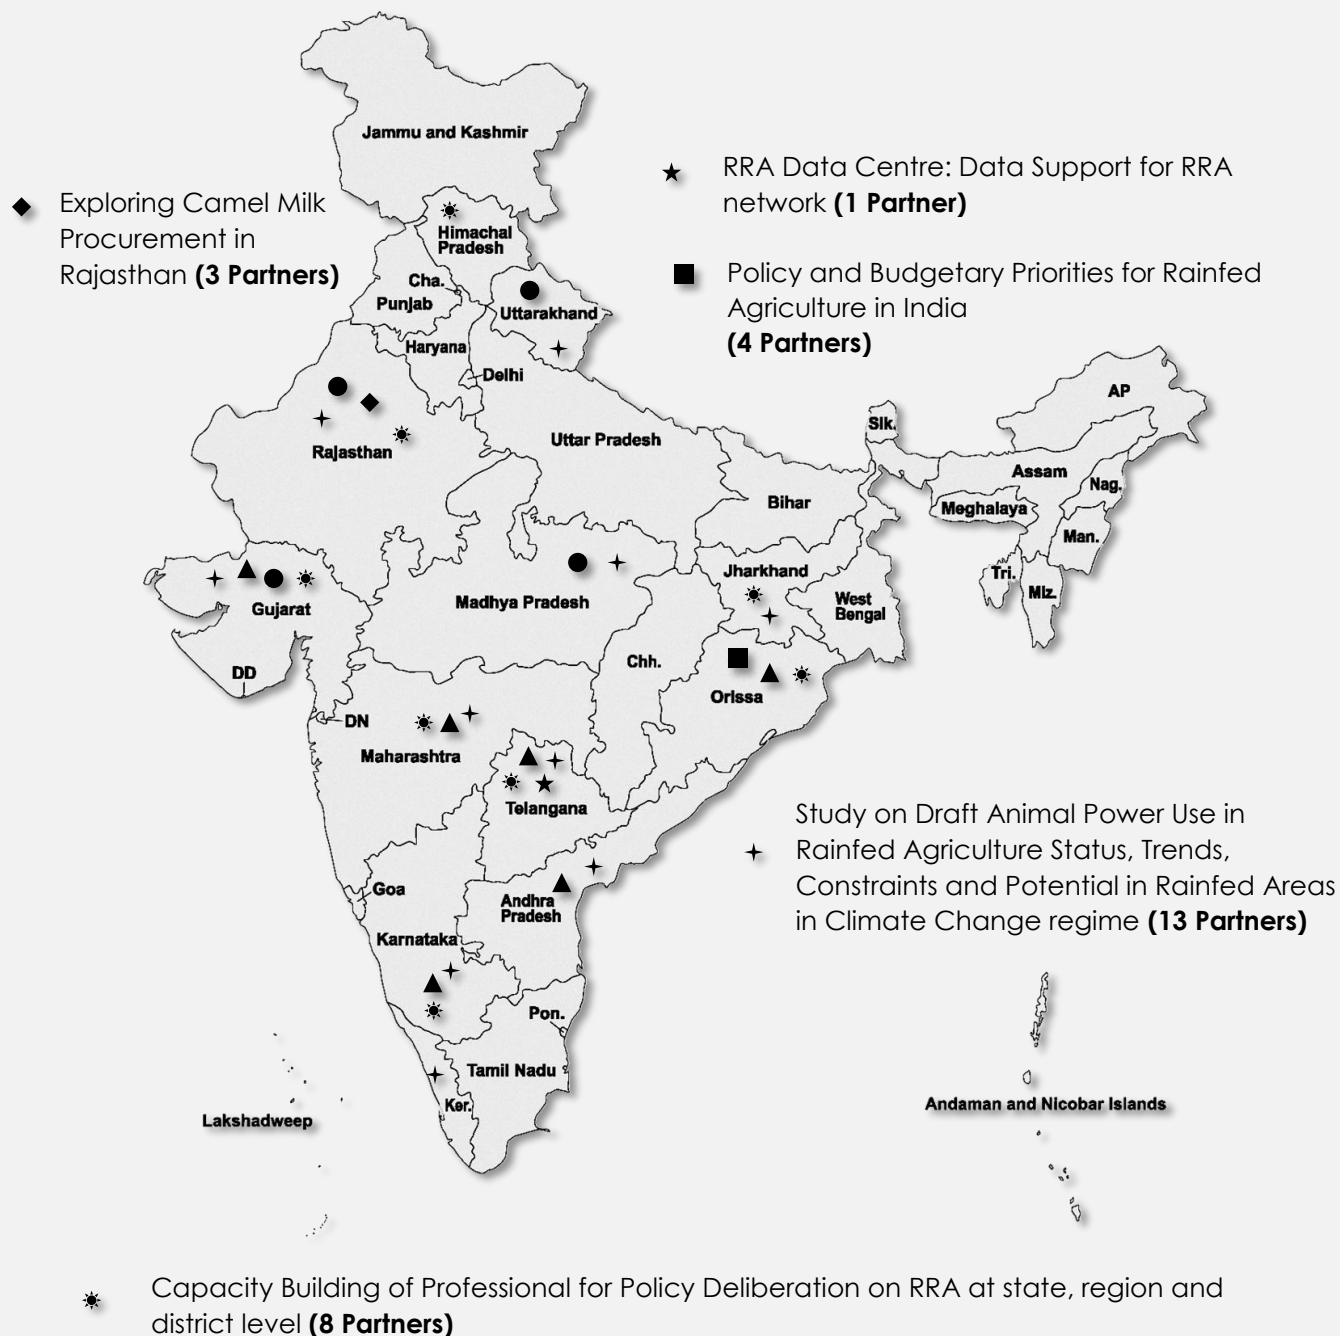 Jammu and Kashmir
RRA Data Centre: Data Support for RRA
network (1 Partner)
Exploring Camel Milk
Procurement in
Rajasthan (3 Partners)
Himachal
Pradesh
Policy and Budgetary Priorities for Rainfed
Agriculture in India
(4 Partners)
Cha.
Punjab
Uttarakhand
Haryana
Delhi
AP
Sik.
Uttar Pradesh
Rajasthan
Assam
Nag.
Bihar
Meghalaya
Man.
Jharkhand
Tri.
Miz.
Gujarat
Madhya Pradesh
West
Bengal
Chh.
DD
Orissa
DN
Maharashtra
Telangana
Study on Draft Animal Power Use in
Rainfed Agriculture Status, Trends,
Constraints and Potential in Rainfed Areas
in Climate Change regime (13 Partners)
Goa
Andhra
Pradesh
Karnataka
Pon.
Tamil Nadu
Ker.
Lakshadweep
Andaman and Nicobar Islands
Capacity Building of Professional for Policy Deliberation on RRA at state, region and
district level (8 Partners)